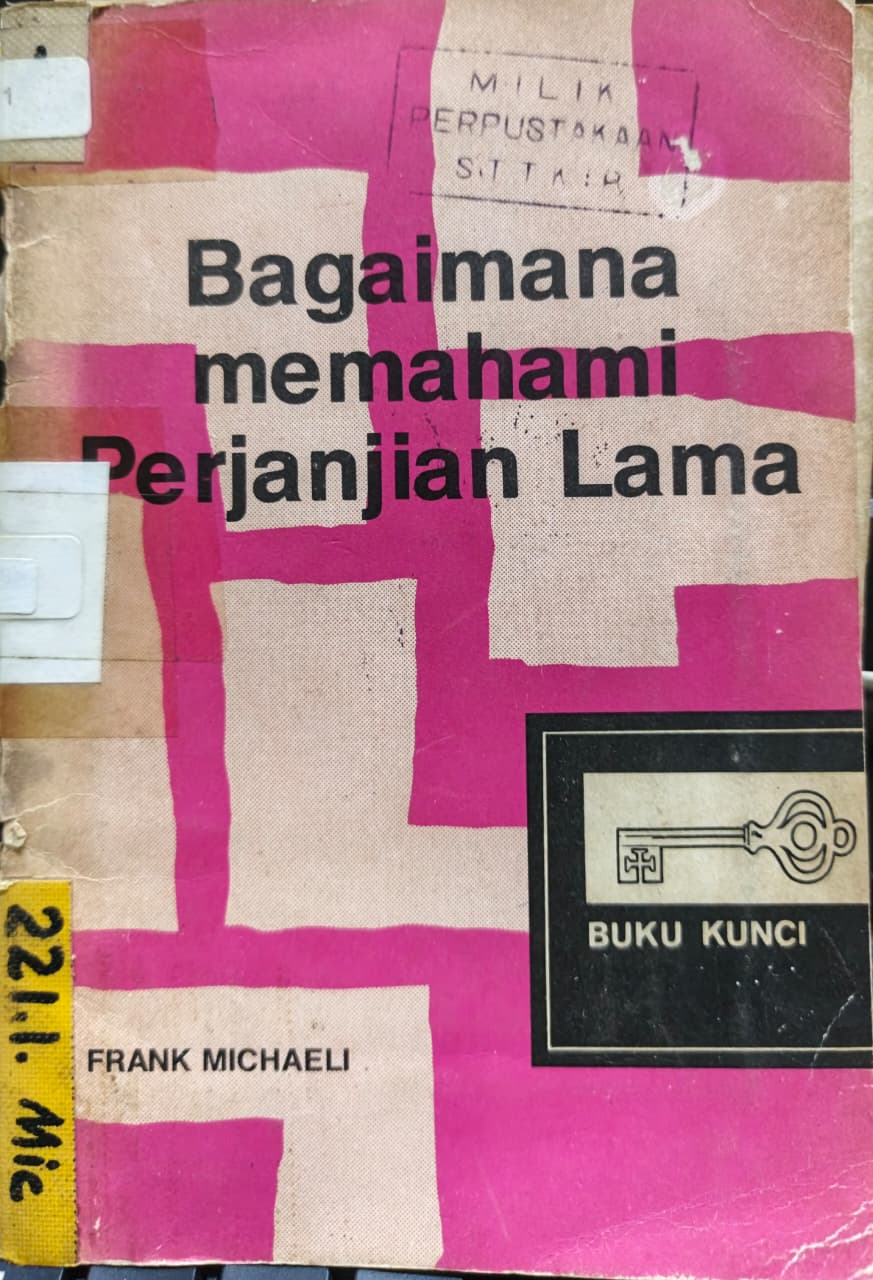 MILIK
PERPUSTAKAAN
Bagaimana
memahami
Perjanjian Lama
BUKU KUNCI
FRANK MICHAELI
221.1. Mic